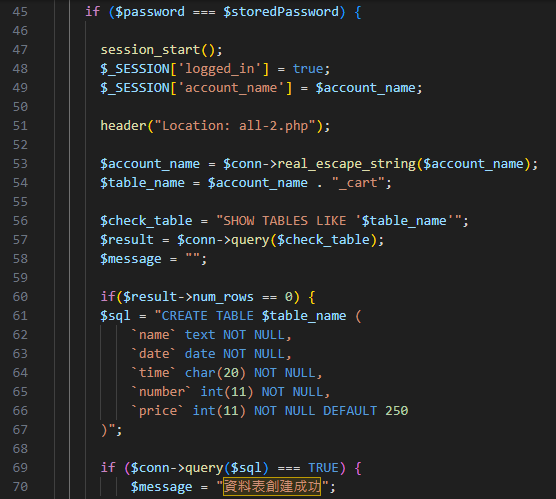 45 if ($password === $storedPassword) {
46
47 session_start();
48 $_SESSION['logged_in'] = true;
49 $_SESSION['account_name'] = $account_name;
50
51 header("Location: all-2.php");
52
53 $account_name = $conn->real_escape_string($account_name);
54 $table_name = $account_name . "_cart";
55
56 $check_table = "SHOW TABLES LIKE '$table_name'";
57 $result = $conn->query($check_table);
58 $message = "";
59
60 if($result->num_rows == 0) {
61 $sql = "CREATE TABLE $table_name (
62 `name` text NOT NULL,
63 `date` date NOT NULL,
64 `time` char(20) NOT NULL,
65 `number` int(11) NOT NULL,
66 `price` int(11) NOT NULL DEFAULT 250
67 )";
68
69 if ($conn->query($sql) === TRUE) {
70 $message = "資料表創建成功";